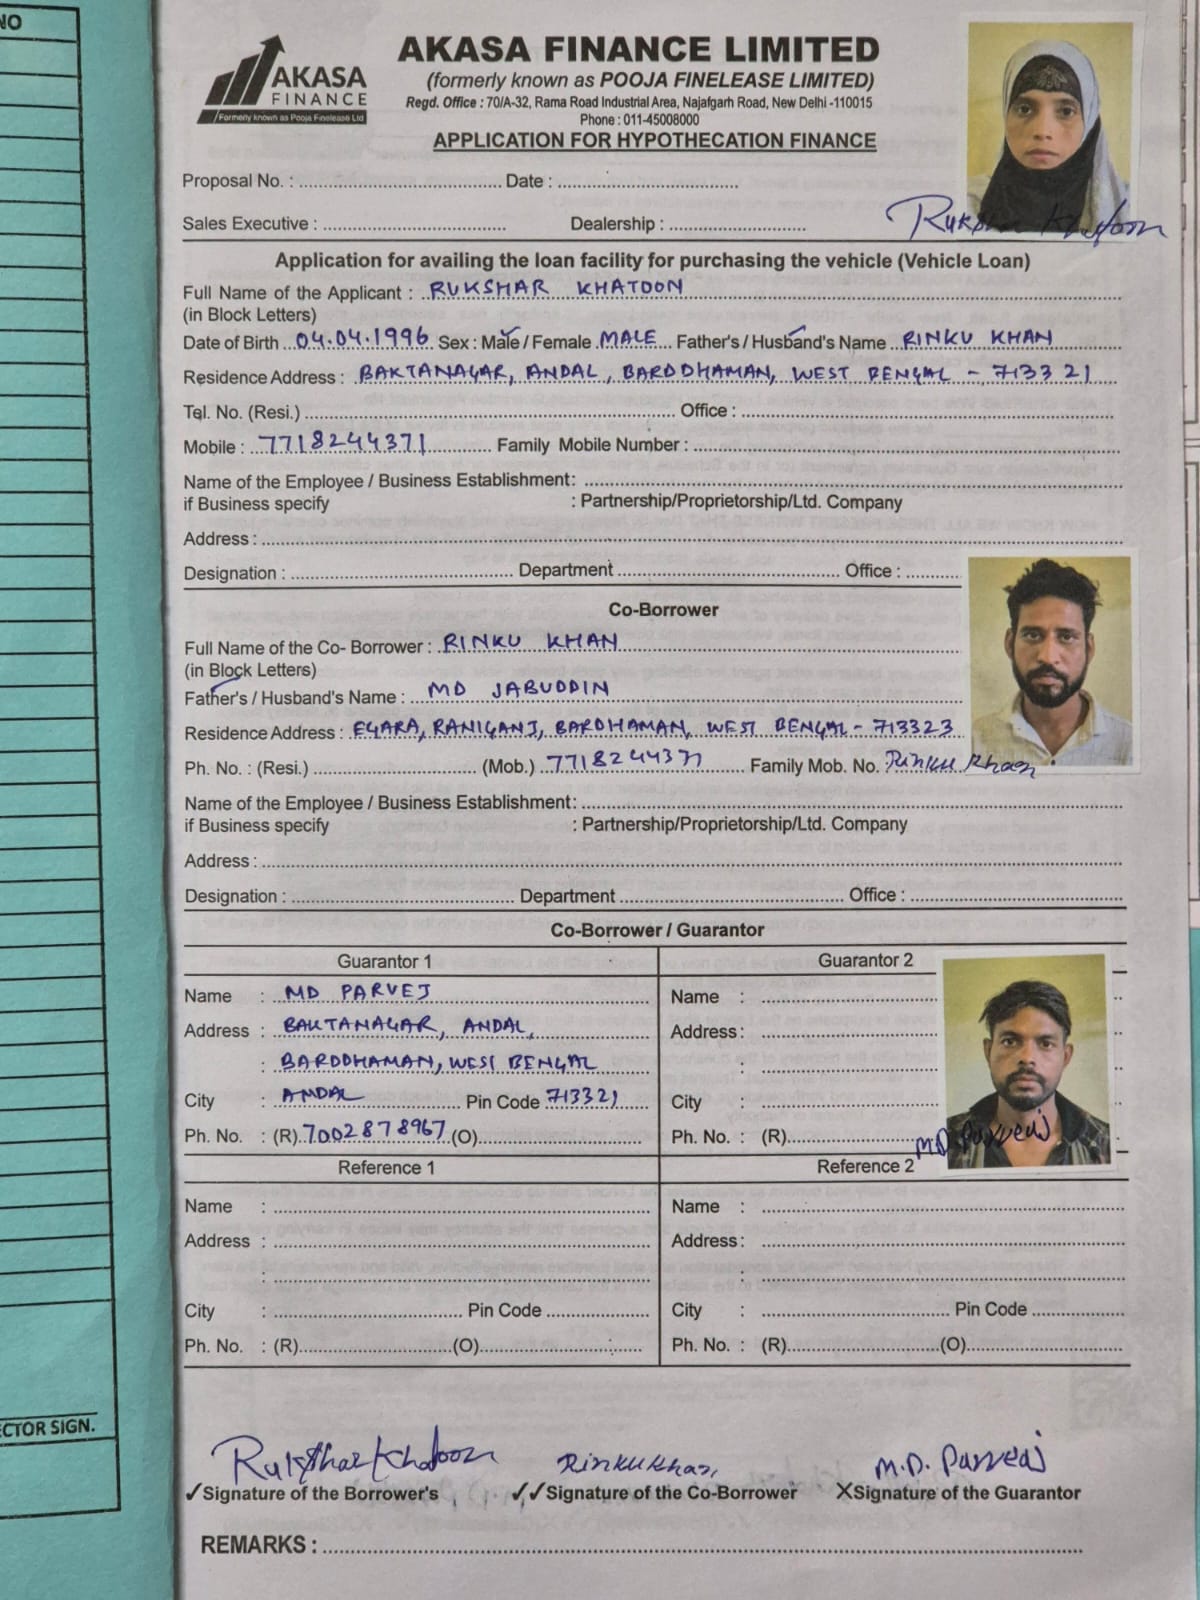 NO
AKASA FINANCE LIMITED
AKASA
FINANCE
Formerly known as Pooja Finelease Ltd
(formerly known as POOJA FINELEASE LIMITED)
Regd. Office : 70/A-32, Rama Road Industrial Area, Najafgarh Road, New Delhi -110015
Phone : 011-45008000
APPLICATION FOR HYPOTHECATION FINANCE
Proposal No. : Date :
Sales Executive : Dealership :
Rukshar Khatoon
Application for availing the loan facility for purchasing the vehicle (Vehicle Loan)
Full Name of the Applicant : RUKSHAR KHATOON
(in Block Letters)
Date of Birth 04.04.1996 Sex : Male / Female MALE Father's / Husband's Name RINKU KHAN
Residence Address : BAKTANAGAR, ANDAL, BARDDHAMAN, WEST BENGAL - 713321
Tel. No. (Resi.) Office :
Mobile : 7718244371 Family Mobile Number :
Name of the Employee / Business Establishment:
if Business specify : Partnership/Proprietorship/Ltd. Company
Address :
Designation : Department Office :
Co-Borrower
Full Name of the Co- Borrower : RINKU KHAN
(in Block Letters)
Father's / Husband's Name : MD JABUDDIN
Residence Address : EGARA, RANIGANJ, BARDHAMAN, WEST BENGAL - 713323
Ph. No. : (Resi.) (Mob.) 7718244371 Family Mob. No. Rinku Khan
Name of the Employee / Business Establishment:
if Business specify : Partnership/Proprietorship/Ltd. Company
Address :
Designation : Department Office :
Co-Borrower / Guarantor
Guarantor 1 Guarantor 2
Name : MD PARVEJ Name :
Address : BAKTANAGAR, ANDAL, Address :
: BARDDHAMAN, WEST BENGAL :
City : ANDAL Pin Code 713321 City :
Ph. No. : (R) 7002878967 (O) Ph. No. : (R)
M.D. Parvej
Reference 1 Reference 2
Name : Name :
Address : Address :
: :
City : Pin Code City : Pin Code
Ph. No. : (R) (O) Ph. No. : (R) (O)
CTOR SIGN.
Rukshar Khatoon Rinku Khan M.D. Parvej
✓Signature of the Borrower's ✓✓Signature of the Co-Borrower XSignature of the Guarantor
REMARKS :